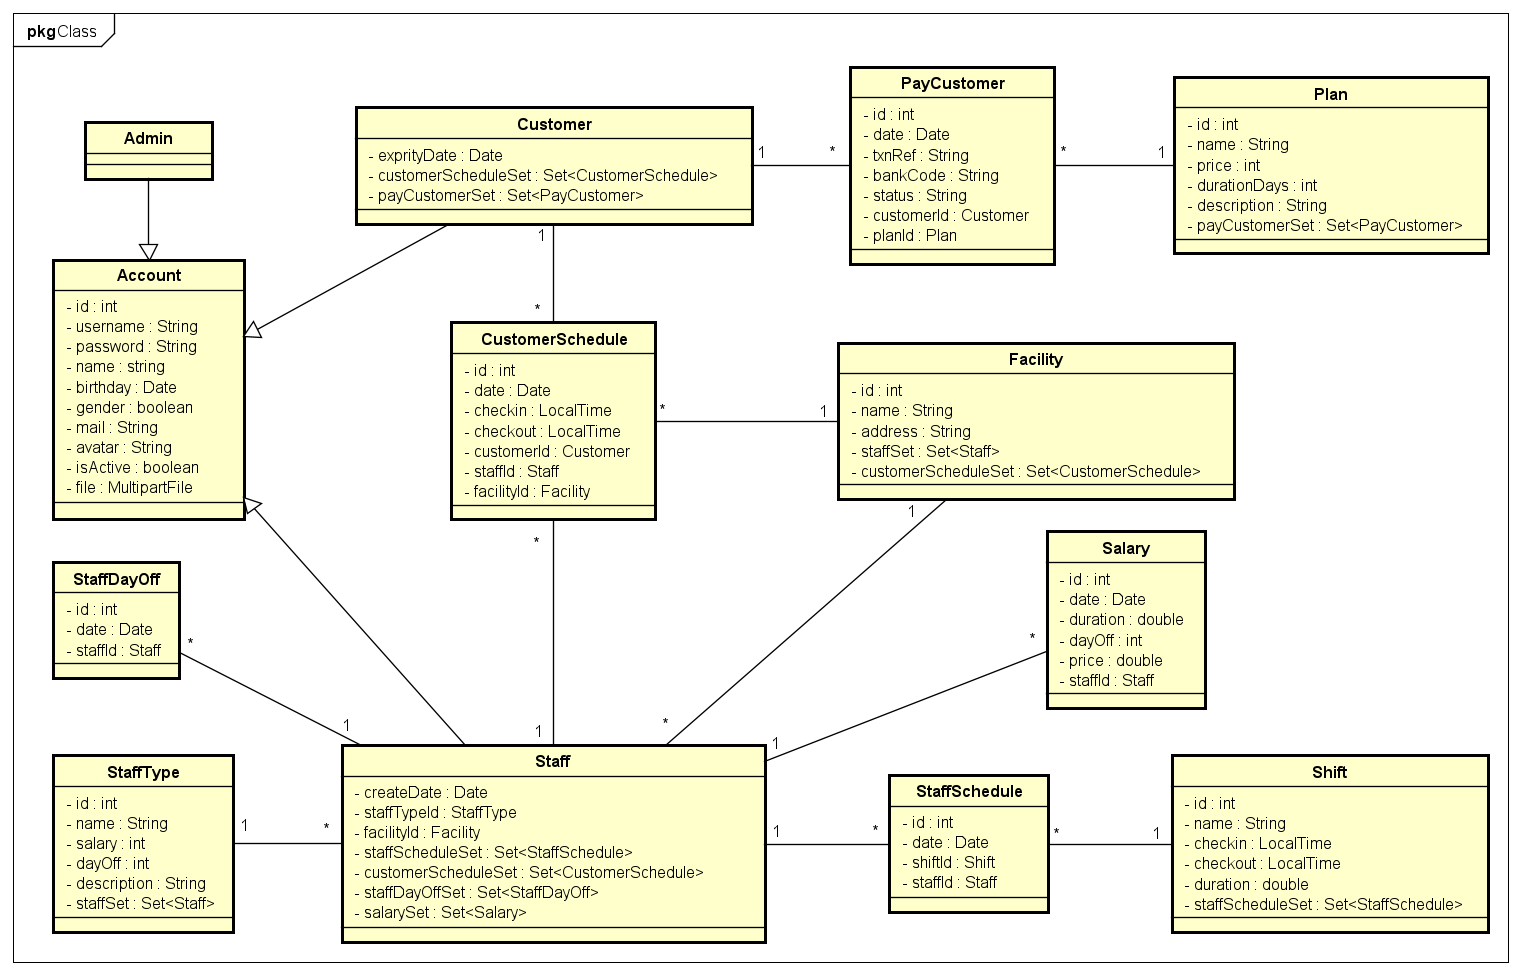 pkgClass
Admin
Account
- id : int
- username : String
- password : String
- name : string
- birthday : Date
- gender : boolean
- mail : String
- avatar : String
- isActive : boolean
- file : MultipartFile
Customer
- exprityDate : Date
- customerScheduleSet : Set<CustomerSchedule>
- payCustomerSet : Set<PayCustomer>
1
*
PayCustomer
- id : int
- date : Date
- txnRef : String
- bankCode : String
- status : String
- customerId : Customer
- planId : Plan
*
1
Plan
- id : int
- name : String
- price : int
- durationDays : int
- description : String
- payCustomerSet : Set<PayCustomer>
1
*
CustomerSchedule
- id : int
- date : Date
- checkin : LocalTime
- checkout : LocalTime
- customerId : Customer
- staffId : Staff
- facilityId : Facility
*
1
Facility
- id : int
- name : String
- address : String
- staffSet : Set<Staff>
- customerScheduleSet : Set<CustomerSchedule>
*
1
1
*
StaffDayOff
- id : int
- date : Date
- staffId : Staff
*
1
Salary
- id : int
- date : Date
- duration : double
- dayOff : int
- price : double
- staffId : Staff
*
1
StaffType
- id : int
- name : String
- salary : int
- dayOff : int
- description : String
- staffSet : Set<Staff>
1
*
Staff
- createDate : Date
- staffTypeId : StaffType
- facilityId : Facility
- staffScheduleSet : Set<StaffSchedule>
- customerScheduleSet : Set<CustomerSchedule>
- staffDayOffSet : Set<StaffDayOff>
- salarySet : Set<Salary>
1
*
StaffSchedule
- id : int
- date : Date
- shiftId : Shift
- staffId : Staff
*
1
Shift
- id : int
- name : String
- checkin : LocalTime
- checkout : LocalTime
- duration : double
- staffScheduleSet : Set<StaffSchedule>